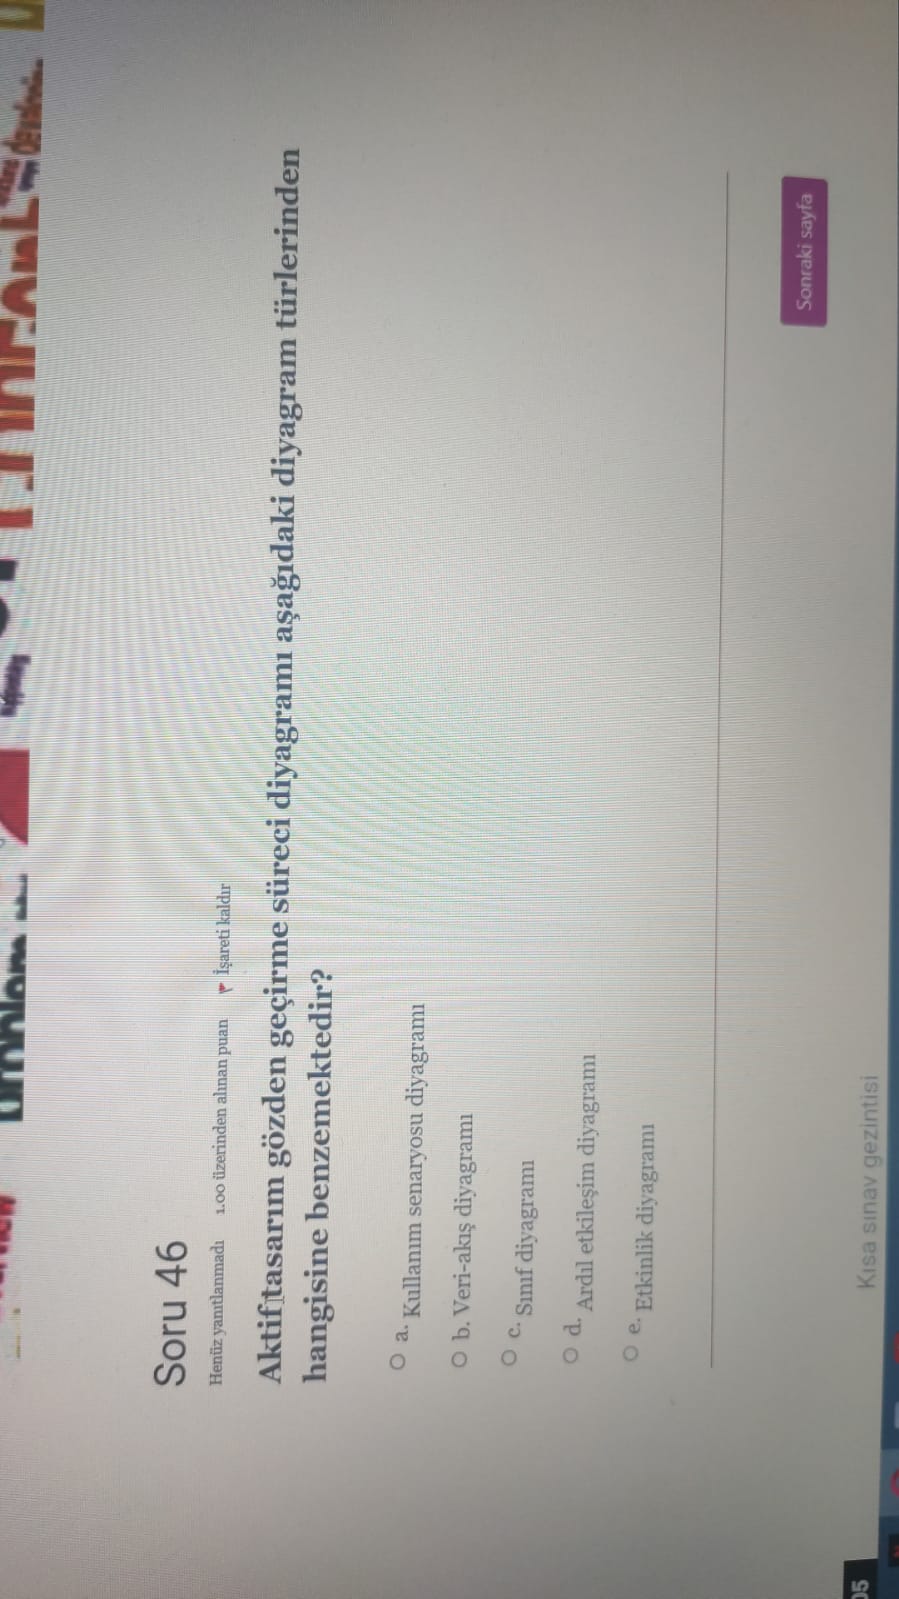 Soru 46
Henüz yanıtlanmadı 1.00 üzerinden alınan puan İşareti kaldır
Aktif tasarım gözden geçirme süreci diyagramı aşağıdaki diyagram türlerinden
hangisine benzemektedir?
a. Kullanım senaryosu diyagramı
b. Veri-akış diyagramı
c. Sınıf diyagramı
d. Ardıl etkileşim diyagramı
e. Etkinlik diyagramı
Sonraki sayfa
Kısa sınav gezintisi
05